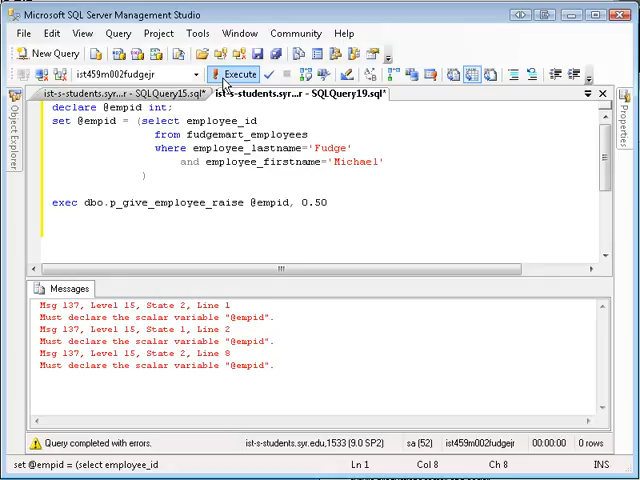 Microsoft SQL Server Management Studio
File Edit View Query Project Tools Window Community Help
New Query
ist459m002fudgejr Execute
ist-s-students.syr...r - SQLQuery15.sql* ist-s-students.syr...r - SQLQuery19.sql*
Object Explorer
Properties
declare @empid int;
set @empid = (select employee_id
from fudgemart_employees
where employee_lastname='Fudge'
and employee_firstname='Michael'
)
exec dbo.p_give_employee_raise @empid, 0.50
Messages
Msg 137, Level 15, State 2, Line 1
Must declare the scalar variable "@empid".
Msg 137, Level 15, State 1, Line 2
Must declare the scalar variable "@empid".
Msg 137, Level 15, State 2, Line 8
Must declare the scalar variable "@empid".
Query completed with errors. ist-s-students.syr.edu,1533 (9.0 SP2) sa (52) ist459m002fudgejr 00:00:00 0 rows
set @empid = (select employee_id Ln 1 Col 8 Ch 8 INS